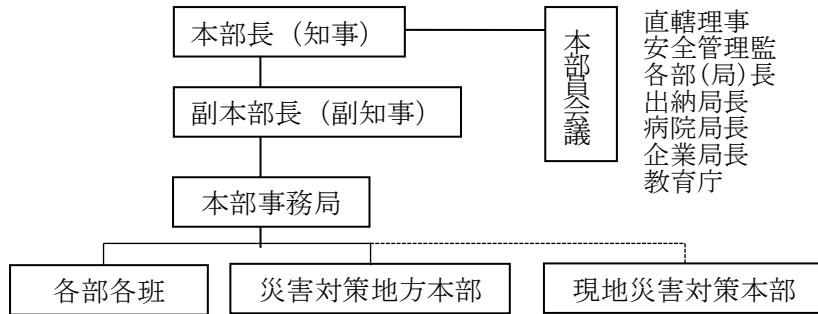 本部長（知事）
副本部長（副知事）
本部事務局
本部員会議
直轄理事
安全管理監
各部(局)長
出納局長
病院局長
企業局長
教育庁
各部各班
災害対策地方本部
現地災害対策本部